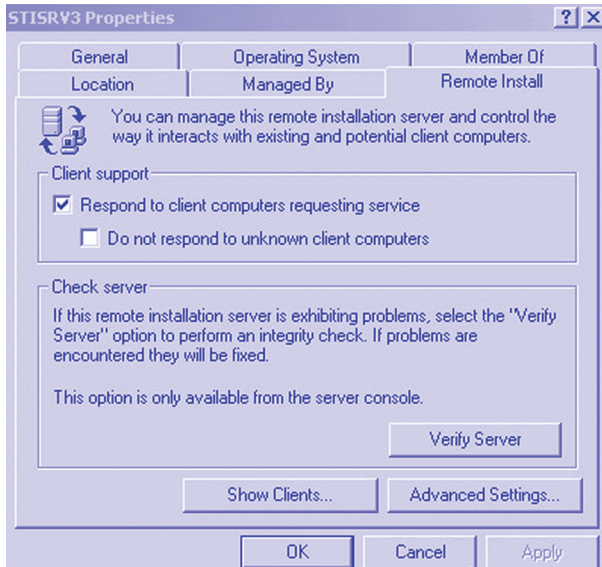 STISRV3 Properties
General
Operating System
Member Of
Location
Managed By
Remote Install
You can manage this remote installation server and control the
way it interacts with existing and potential client computers.
Client support
Respond to client computers requesting service
Do not respond to unknown client computers
Check server
If this remote installation server is exhibiting problems, select the "Verify
Server" option to perform an integrity check. If problems are
encountered they will be fixed.
This option is only available from the server console.
Verify Server
Show Clients...
Advanced Settings...
OK
Cancel
Apply